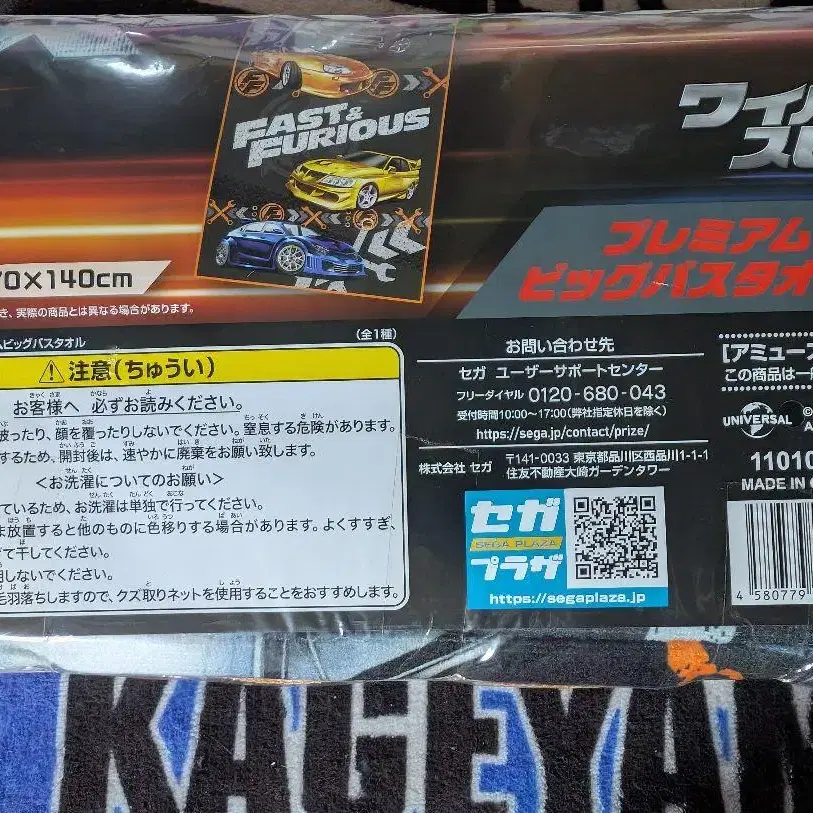 FAST &
FURIOUS
ワイ
ス
プレミアム
ビッグバスタオ
70×140cm
き、実際の商品とは異なる場合があります。
ムビッグバスタオル
(全1種)
注意(ちゅうい)
お客様へ 必ずお読みください。
破ったり、顔を覆ったりしないでください。窒息する危険があります。
するため、開封後は、速やかに廃棄をお願い致します。
<お洗濯についてのお願い>
ているため、お洗濯は単独で行ってください。
ま放置すると他のものに色移りする場合があります。よくすすぎ、
て干してください。
用しないでください。
毛羽落ちしますので、クズ取りネットを使用することをおすすめします。
お問い合わせ先
セガ ユーザーサポートセンター
フリーダイヤル 0120-680-043
受付時間10:00~17:00(弊社指定休日を除く)
https://sega.jp/contact/prize/
株式会社 セガ
〒141-0033 東京都品川区西品川1-1-1
住友不動産大崎ガーデンタワー
セガ
SEGA PLAZA
プラザ
https://segaplaza.jp
[アミュー
この商品は一
UNIVERSAL
11010
MADE IN
4 580779
KAGEYAM